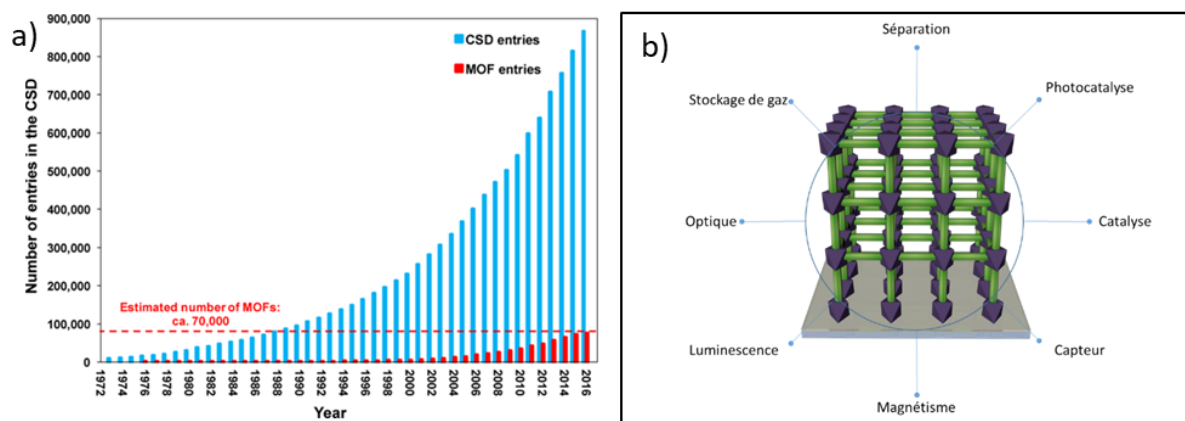 a)
900,000
800,000
700,000
600,000
500,000
400,000
300,000
200,000
100,000
0
Number of entries in the CSD
CSD entries
MOF entries
Estimated number of MOFs:
ca. 70,000
1972
1974
1976
1978
1980
1982
1984
1986
1988
1990
1992
1994
1996
1998
2000
2002
2004
2006
2008
2010
2012
2014
2016
Year
b)
Séparation
Stockage de gaz
Photocatalyse
Optique
Catalyse
Luminescence
Capteur
Magnétisme